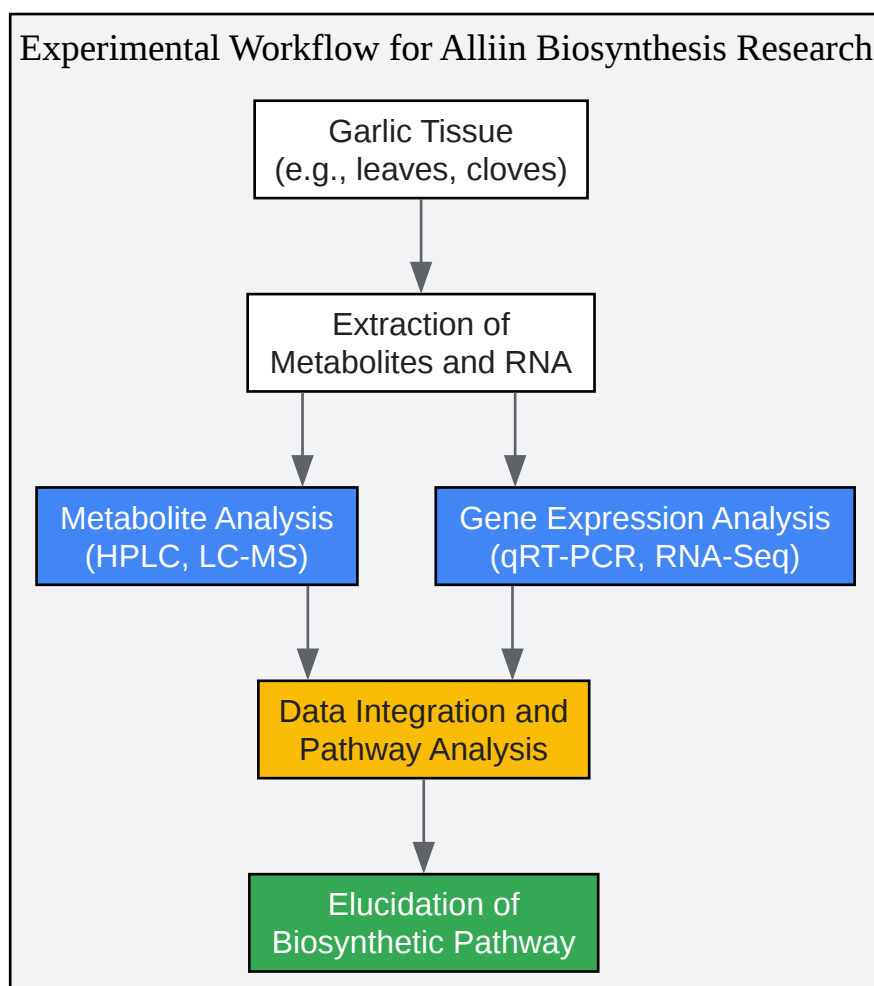 Experimental Workflow for Alliin Biosynthesis Research
Garlic Tissue
(e.g., leaves, cloves)
Extraction of
Metabolites and RNA
Metabolite Analysis
(HPLC, LC-MS)
Gene Expression Analysis
(qRT-PCR, RNA-Seq)
Data Integration and
Pathway Analysis
Elucidation of
Biosynthetic Pathway